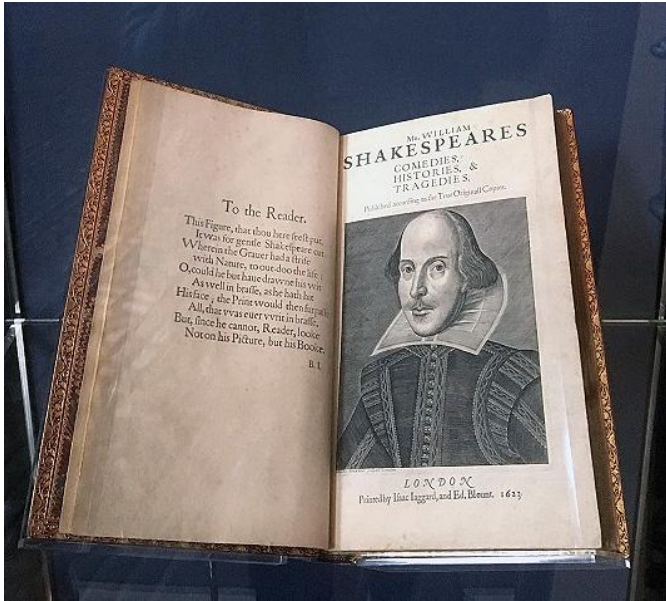 To the Reader.
This Figure, that thou here seeſt put,
It was for gentle Shakeſpeare cut:
Wherein the Grauer had a ſtrife
with Nature, to out-doo the life:
O, could he but haue drawne his wit
As well in braſſe, as he hath hit
His face; the Print would then ſurpaſſe
All, that vvas euer vvrit in braſſe.
But, ſince he cannot, Reader, looke
Not on his Picture, but his Booke.
B. I.
Mr. WILLIAM
SHAKESPEARES
COMEDIES,
HISTORIES, &
TRAGEDIES.
Publiſhed according to the True Originall Copies.
LONDON
Printed by Iſaac Iaggard, and Ed. Blount. 1623.